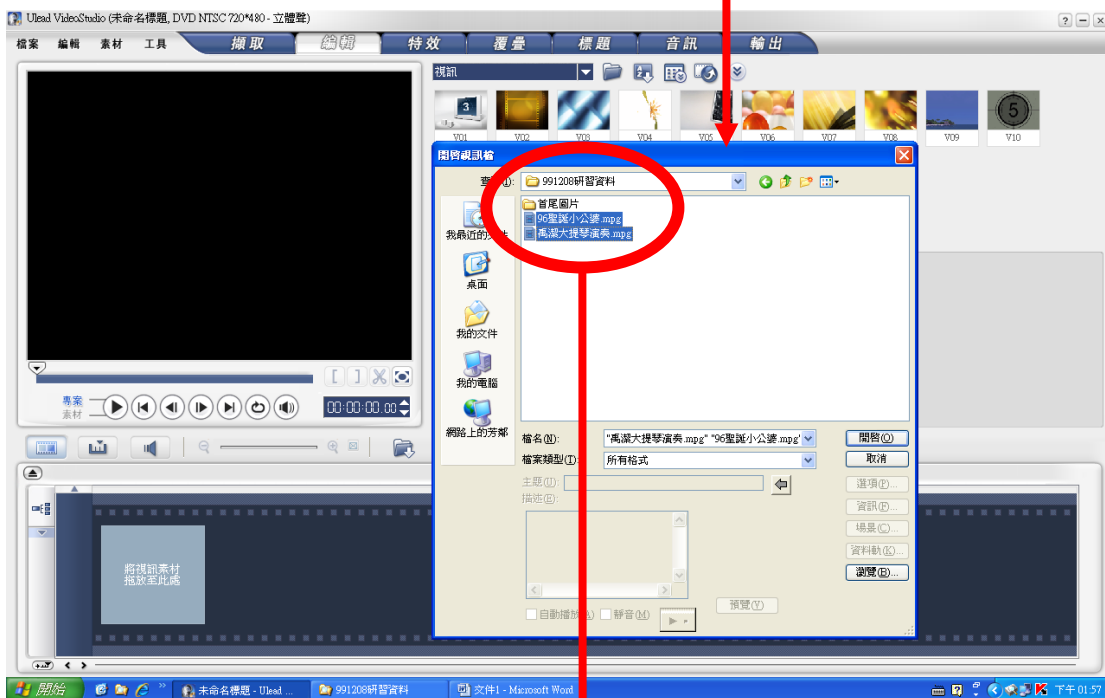 Ulead VideoStudio (未命名標題, DVD NTSC 720*480 - 立體聲)
檔案 編輯 素材 工具 擷取 編輯 特效 覆疊 標題 音訊 輸出
視訊
3
5
V01 V02 V03 V04 V05 V06 V07 V08 V09 V10
開啓視訊檔
991208研習資料
首尾圖片
96聖誕小公婆.mpg
禹潔大提琴演奏.mpg
桌面
我的文件
我的電腦
網路上的芳鄰
檔名(N): "禹潔大提琴演奏.mpg" "96聖誕小公婆.mpg" 開啓(O)
檔案類型(T): 所有格式 取消
主題(U): 選項(P)...
描述(E): 資訊(F)...
場景(C)...
資料軌(K)...
瀏覽(B)...
預覽(Y)
自動播放 靜音(M)
專案
素材
00:00:00.00
將視訊素材
拖放至此處
開始 未命名標題 - Ulead ... 991208研習資料 文件1 - Microsoft Word 下午 01:57